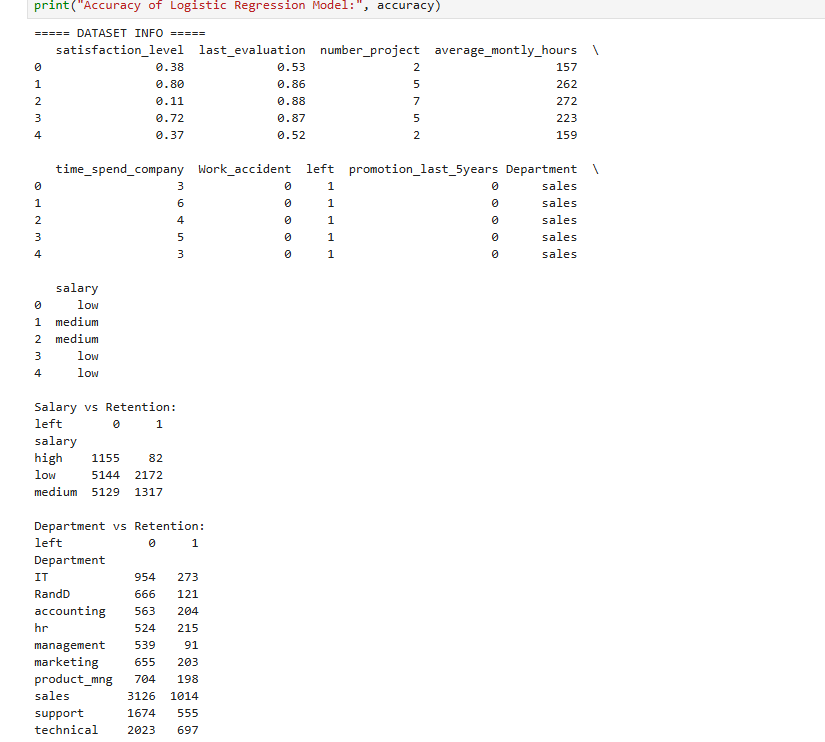 print("Accuracy of Logistic Regression Model:", accuracy)
===== DATASET INFO =====
   satisfaction_level  last_evaluation  number_project  average_montly_hours  \
0                0.38             0.53               2                   157
1                0.80             0.86               5                   262
2                0.11             0.88               7                   272
3                0.72             0.87               5                   223
4                0.37             0.52               2                   159

   time_spend_company  Work_accident  left  promotion_last_5years Department  \
0                   3              0     1                      0      sales
1                   6              0     1                      0      sales
2                   4              0     1                      0      sales
3                   5              0     1                      0      sales
4                   3              0     1                      0      sales

   salary
0     low
1  medium
2  medium
3     low
4     low

Salary vs Retention:
left       0     1
salary
high    1155    82
low     5144  2172
medium  5129  1317

Department vs Retention:
left            0     1
Department
IT            954   273
RandD         666   121
accounting    563   204
hr            524   215
management    539    91
marketing     655   203
product_mng   704   198
sales        3126  1014
support      1674   555
technical    2023   697